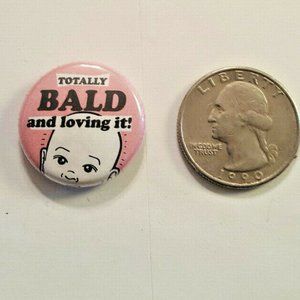 TOTALLY
BALD
and loving it!
LIBERTY
IN GOD WE
TRUST
1990